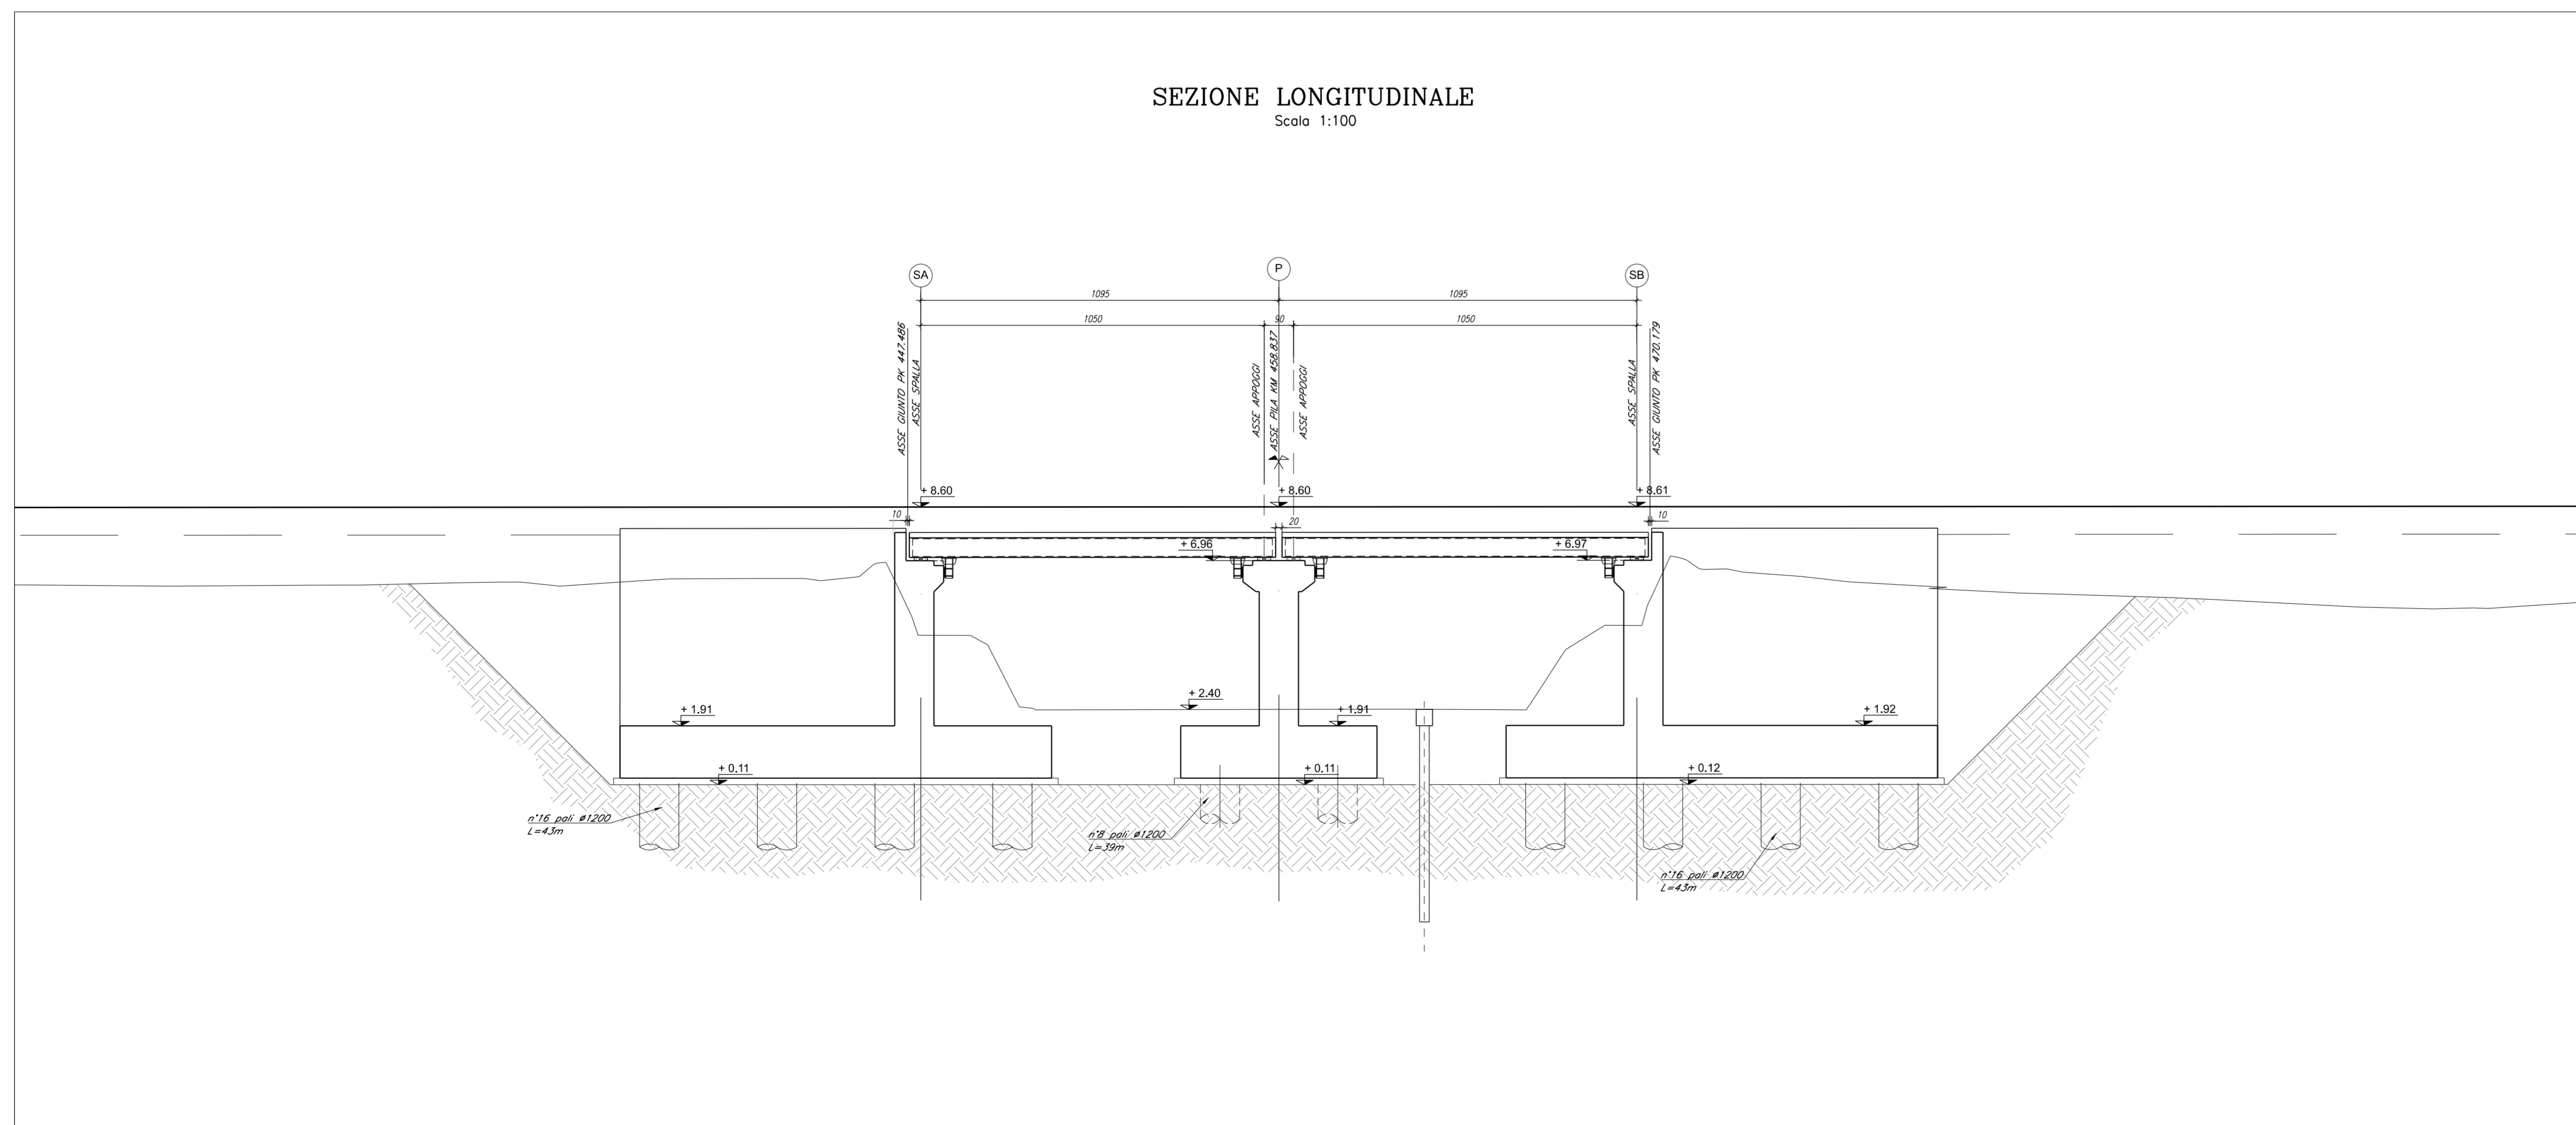 SEZIONE LONGITUDINALE
Scala 1:100
SA
P
SB
1095
1095
1050
90
1050
ASSE GIUNTO PK 447.486
ASSE SPALLA
ASSE APPOGGI
ASSE PILA KM 458.837
ASSE APPOGGI
ASSE SPALLA
ASSE GIUNTO PK 470.179
+ 8.60
+ 8.60
+ 8.61
10
20
10
+ 6.96
+ 6.97
+ 2.40
+ 1.91
+ 1.91
+ 1.92
+ 0.11
+ 0.11
+ 0.12
n°16 pali ø1200
L=43m
n°8 pali ø1200
L=39m
n°16 pali ø1200
L=43m